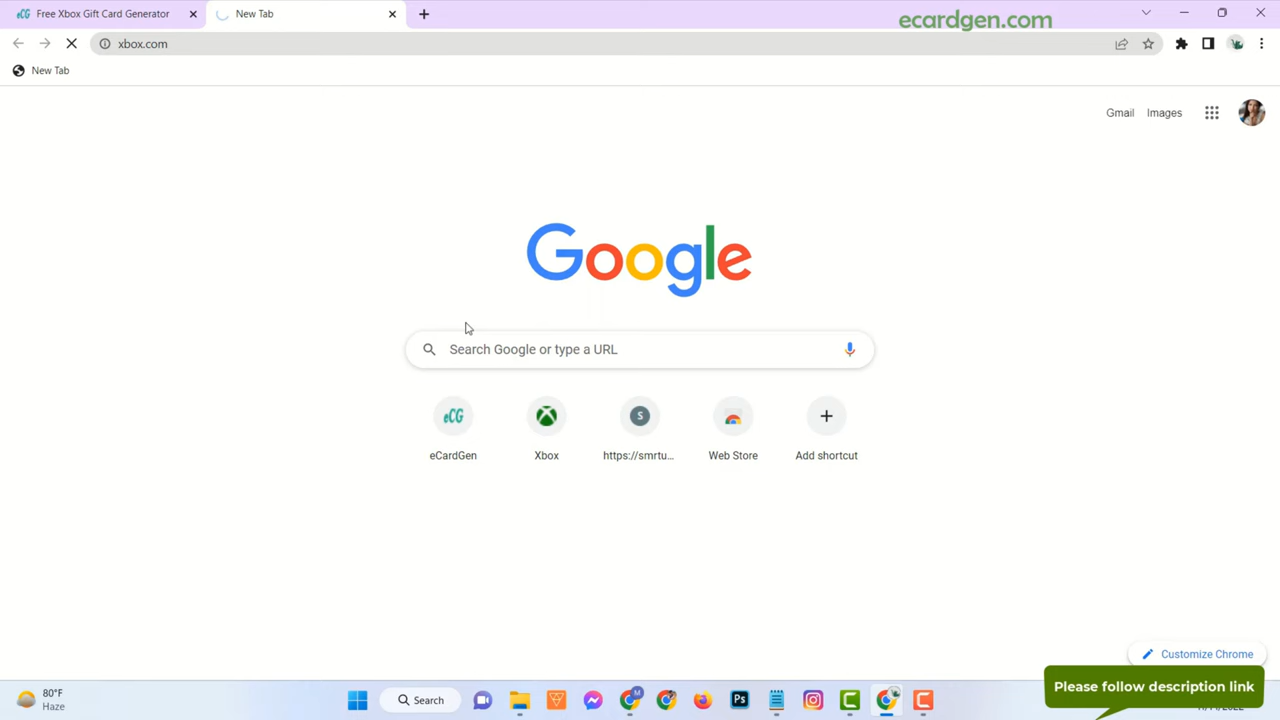 Free Xbox Gift Card Generator
New Tab
ecardgen.com
xbox.com
New Tab
Gmail
Images
Google
Search Google or type a URL
eCG
S
eCardGen
Xbox
https://smrtu...
Web Store
Add shortcut
Customize Chrome
Please follow description link
80°F
Haze
Search
M
Ps